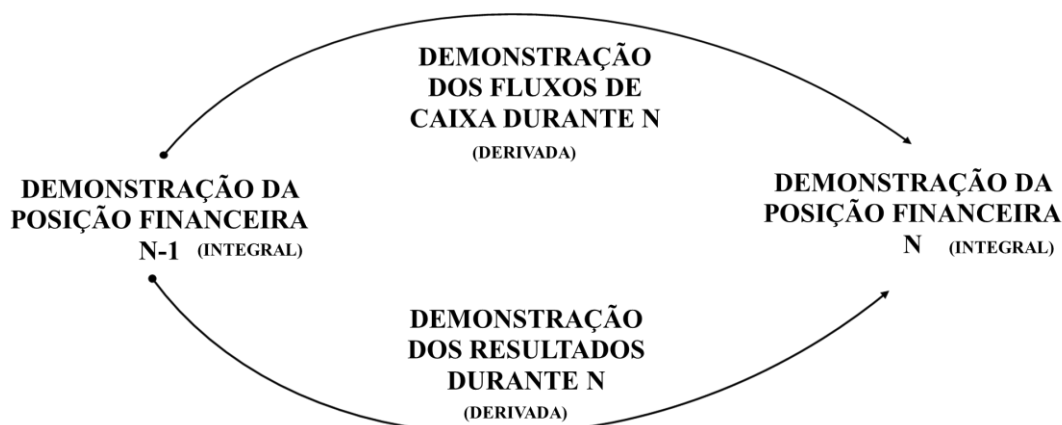 DEMONSTRAÇÃO
DOS FLUXOS DE
CAIXA DURANTE N
(DERIVADA)
DEMONSTRAÇÃO DA
POSIÇÃO FINANCEIRA
N-1 (INTEGRAL)
DEMONSTRAÇÃO DA
POSIÇÃO FINANCEIRA
N (INTEGRAL)
DEMONSTRAÇÃO
DOS RESULTADOS
DURANTE N
(DERIVADA)